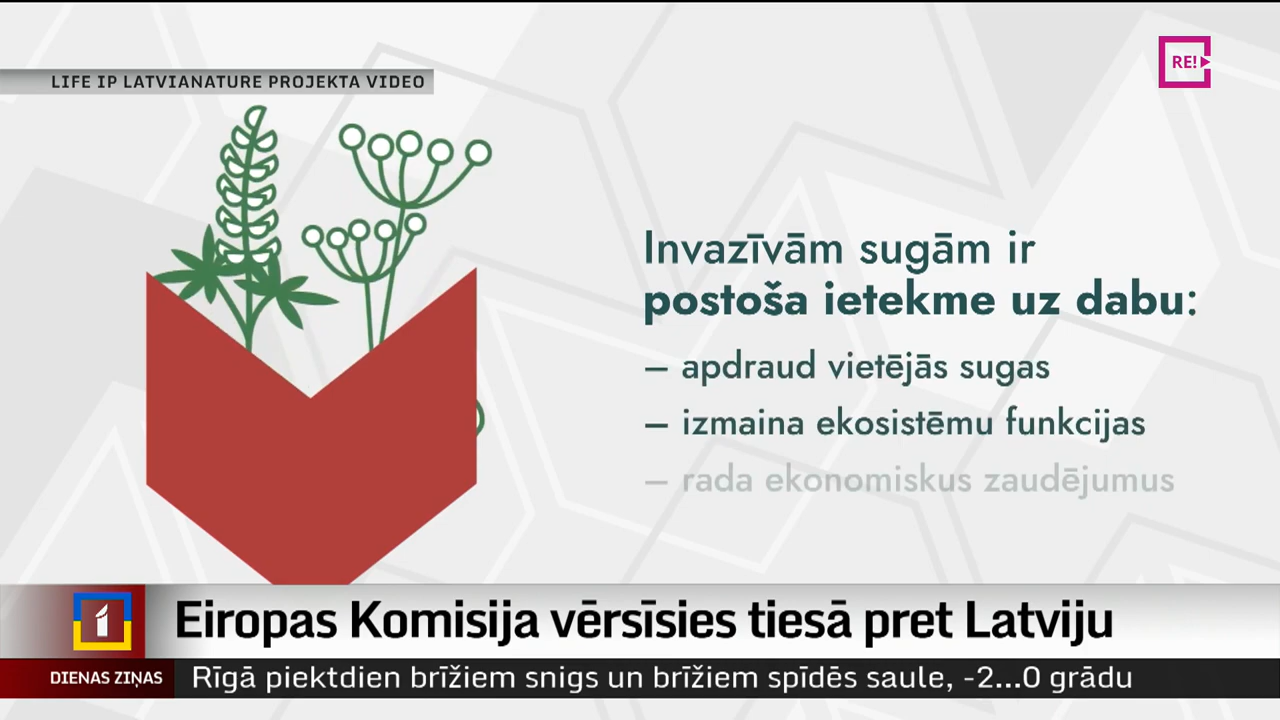 LIFE IP LATVIANATURE PROJEKTA VIDEO
RE!
Invazīvām sugām ir
postoša ietekme uz dabu:
– apdraud vietējās sugas
– izmaina ekosistēmu funkcijas
– rada ekonomiskus zaudējumus
1
Eiropas Komisija vērsīsies tiesā pret Latviju
DIENAS ZIŅAS
Rīgā piektdien brīžiem snigs un brīžiem spīdēs saule, -2...0 grādu